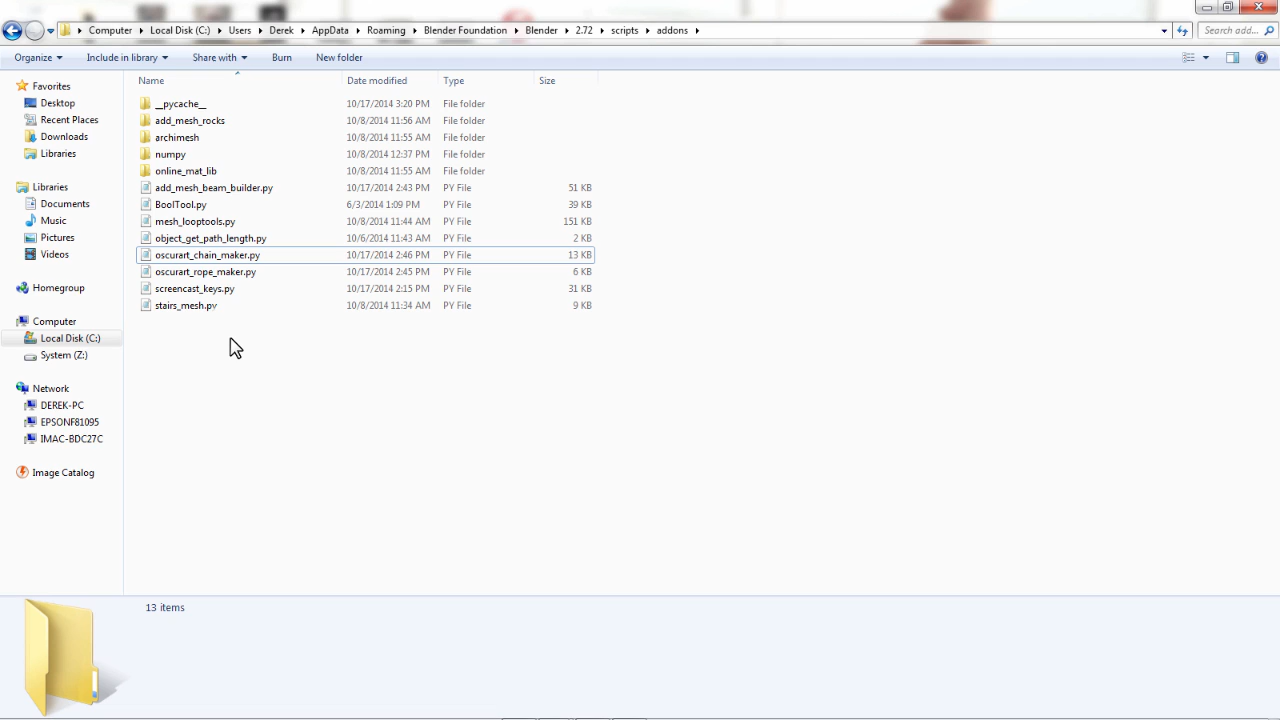 Computer Local Disk (C:) Users Derek AppData Roaming Blender Foundation Blender 2.72 scripts addons Search add...
Organize Include in library Share with Burn New folder
Name Date modified Type Size
Favorites
Desktop
Recent Places
Downloads
Libraries
Libraries
Documents
Music
Pictures
Videos
Homegroup
Computer
Local Disk (C:)
System (Z:)
Network
DEREK-PC
EPSONF81095
IMAC-BDC27C
Image Catalog
__pycache__ 10/17/2014 3:20 PM File folder
add_mesh_rocks 10/8/2014 11:56 AM File folder
archimesh 10/8/2014 11:55 AM File folder
numpy 10/8/2014 12:37 PM File folder
online_mat_lib 10/8/2014 11:55 AM File folder
add_mesh_beam_builder.py 10/17/2014 2:43 PM PY File 51 KB
BoolTool.py 6/3/2014 1:09 PM PY File 39 KB
mesh_looptools.py 10/8/2014 11:44 AM PY File 151 KB
object_get_path_length.py 10/6/2014 11:43 AM PY File 2 KB
oscurart_chain_maker.py 10/17/2014 2:46 PM PY File 13 KB
oscurart_rope_maker.py 10/17/2014 2:45 PM PY File 6 KB
screencast_keys.py 10/17/2014 2:15 PM PY File 31 KB
stairs_mesh.py 10/8/2014 11:34 AM PY File 9 KB
13 items